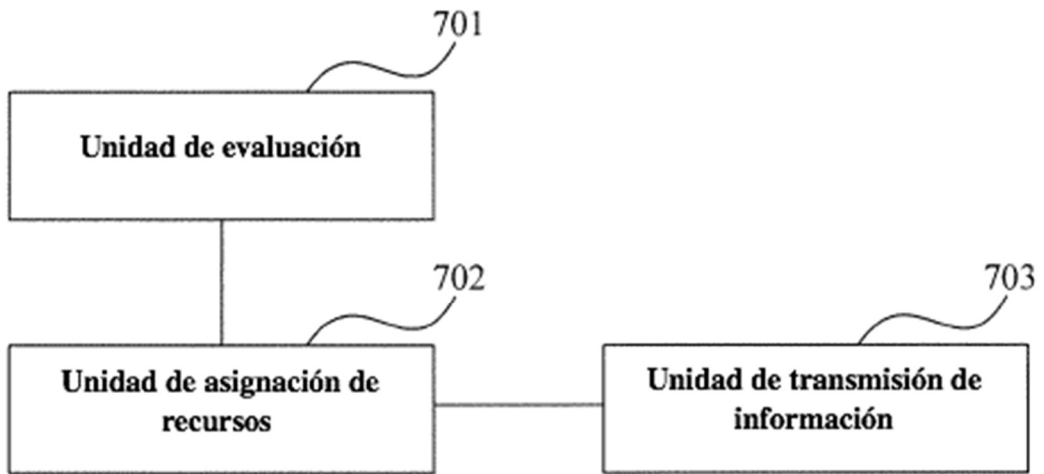 701
Unidad de evaluación
702
703
Unidad de asignación de
recursos
Unidad de transmisión de
información